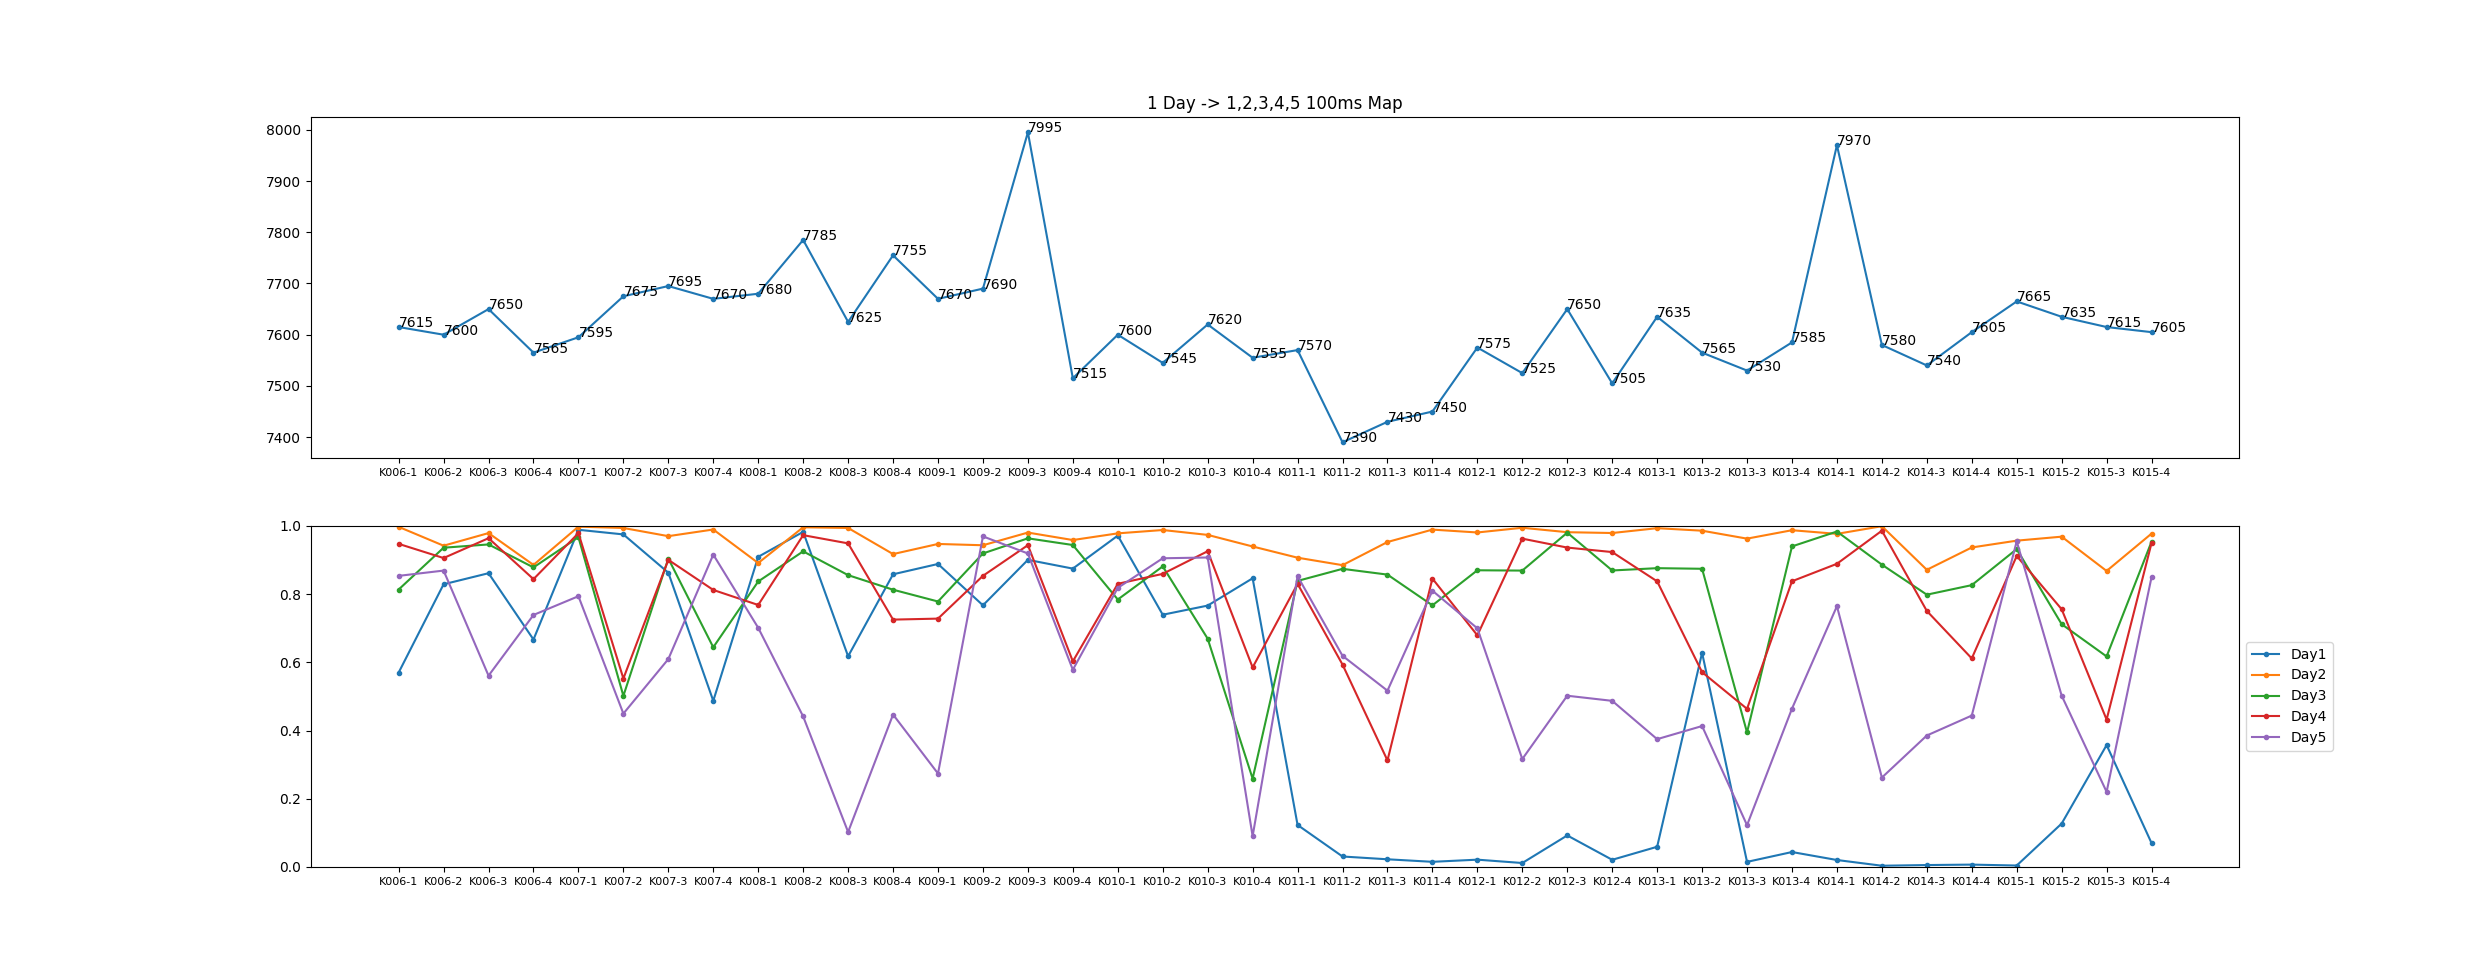 1 Day -> 1,2,3,4,5 100ms Map
8000
7900
7800
7700
7600
7500
7400
7615 7600 7650 7565 7595 7675 7695 7670 7680 7785 7625 7755 7670 7690 7995 7515 7600 7545 7620 7555 7570 7390 7430 7450 7575 7525 7650 7505 7635 7565 7530 7585 7970 7580 7540 7605 7665 7635 7615 7605
K006-1 K006-2 K006-3 K006-4 K007-1 K007-2 K007-3 K007-4 K008-1 K008-2 K008-3 K008-4 K009-1 K009-2 K009-3 K009-4 K010-1 K010-2 K010-3 K010-4 K011-1 K011-2 K011-3 K011-4 K012-1 K012-2 K012-3 K012-4 K013-1 K013-2 K013-3 K013-4 K014-1 K014-2 K014-3 K014-4 K015-1 K015-2 K015-3 K015-4
1.0
0.8
0.6
0.4
0.2
0.0
K006-1 K006-2 K006-3 K006-4 K007-1 K007-2 K007-3 K007-4 K008-1 K008-2 K008-3 K008-4 K009-1 K009-2 K009-3 K009-4 K010-1 K010-2 K010-3 K010-4 K011-1 K011-2 K011-3 K011-4 K012-1 K012-2 K012-3 K012-4 K013-1 K013-2 K013-3 K013-4 K014-1 K014-2 K014-3 K014-4 K015-1 K015-2 K015-3 K015-4
Day1
Day2
Day3
Day4
Day5